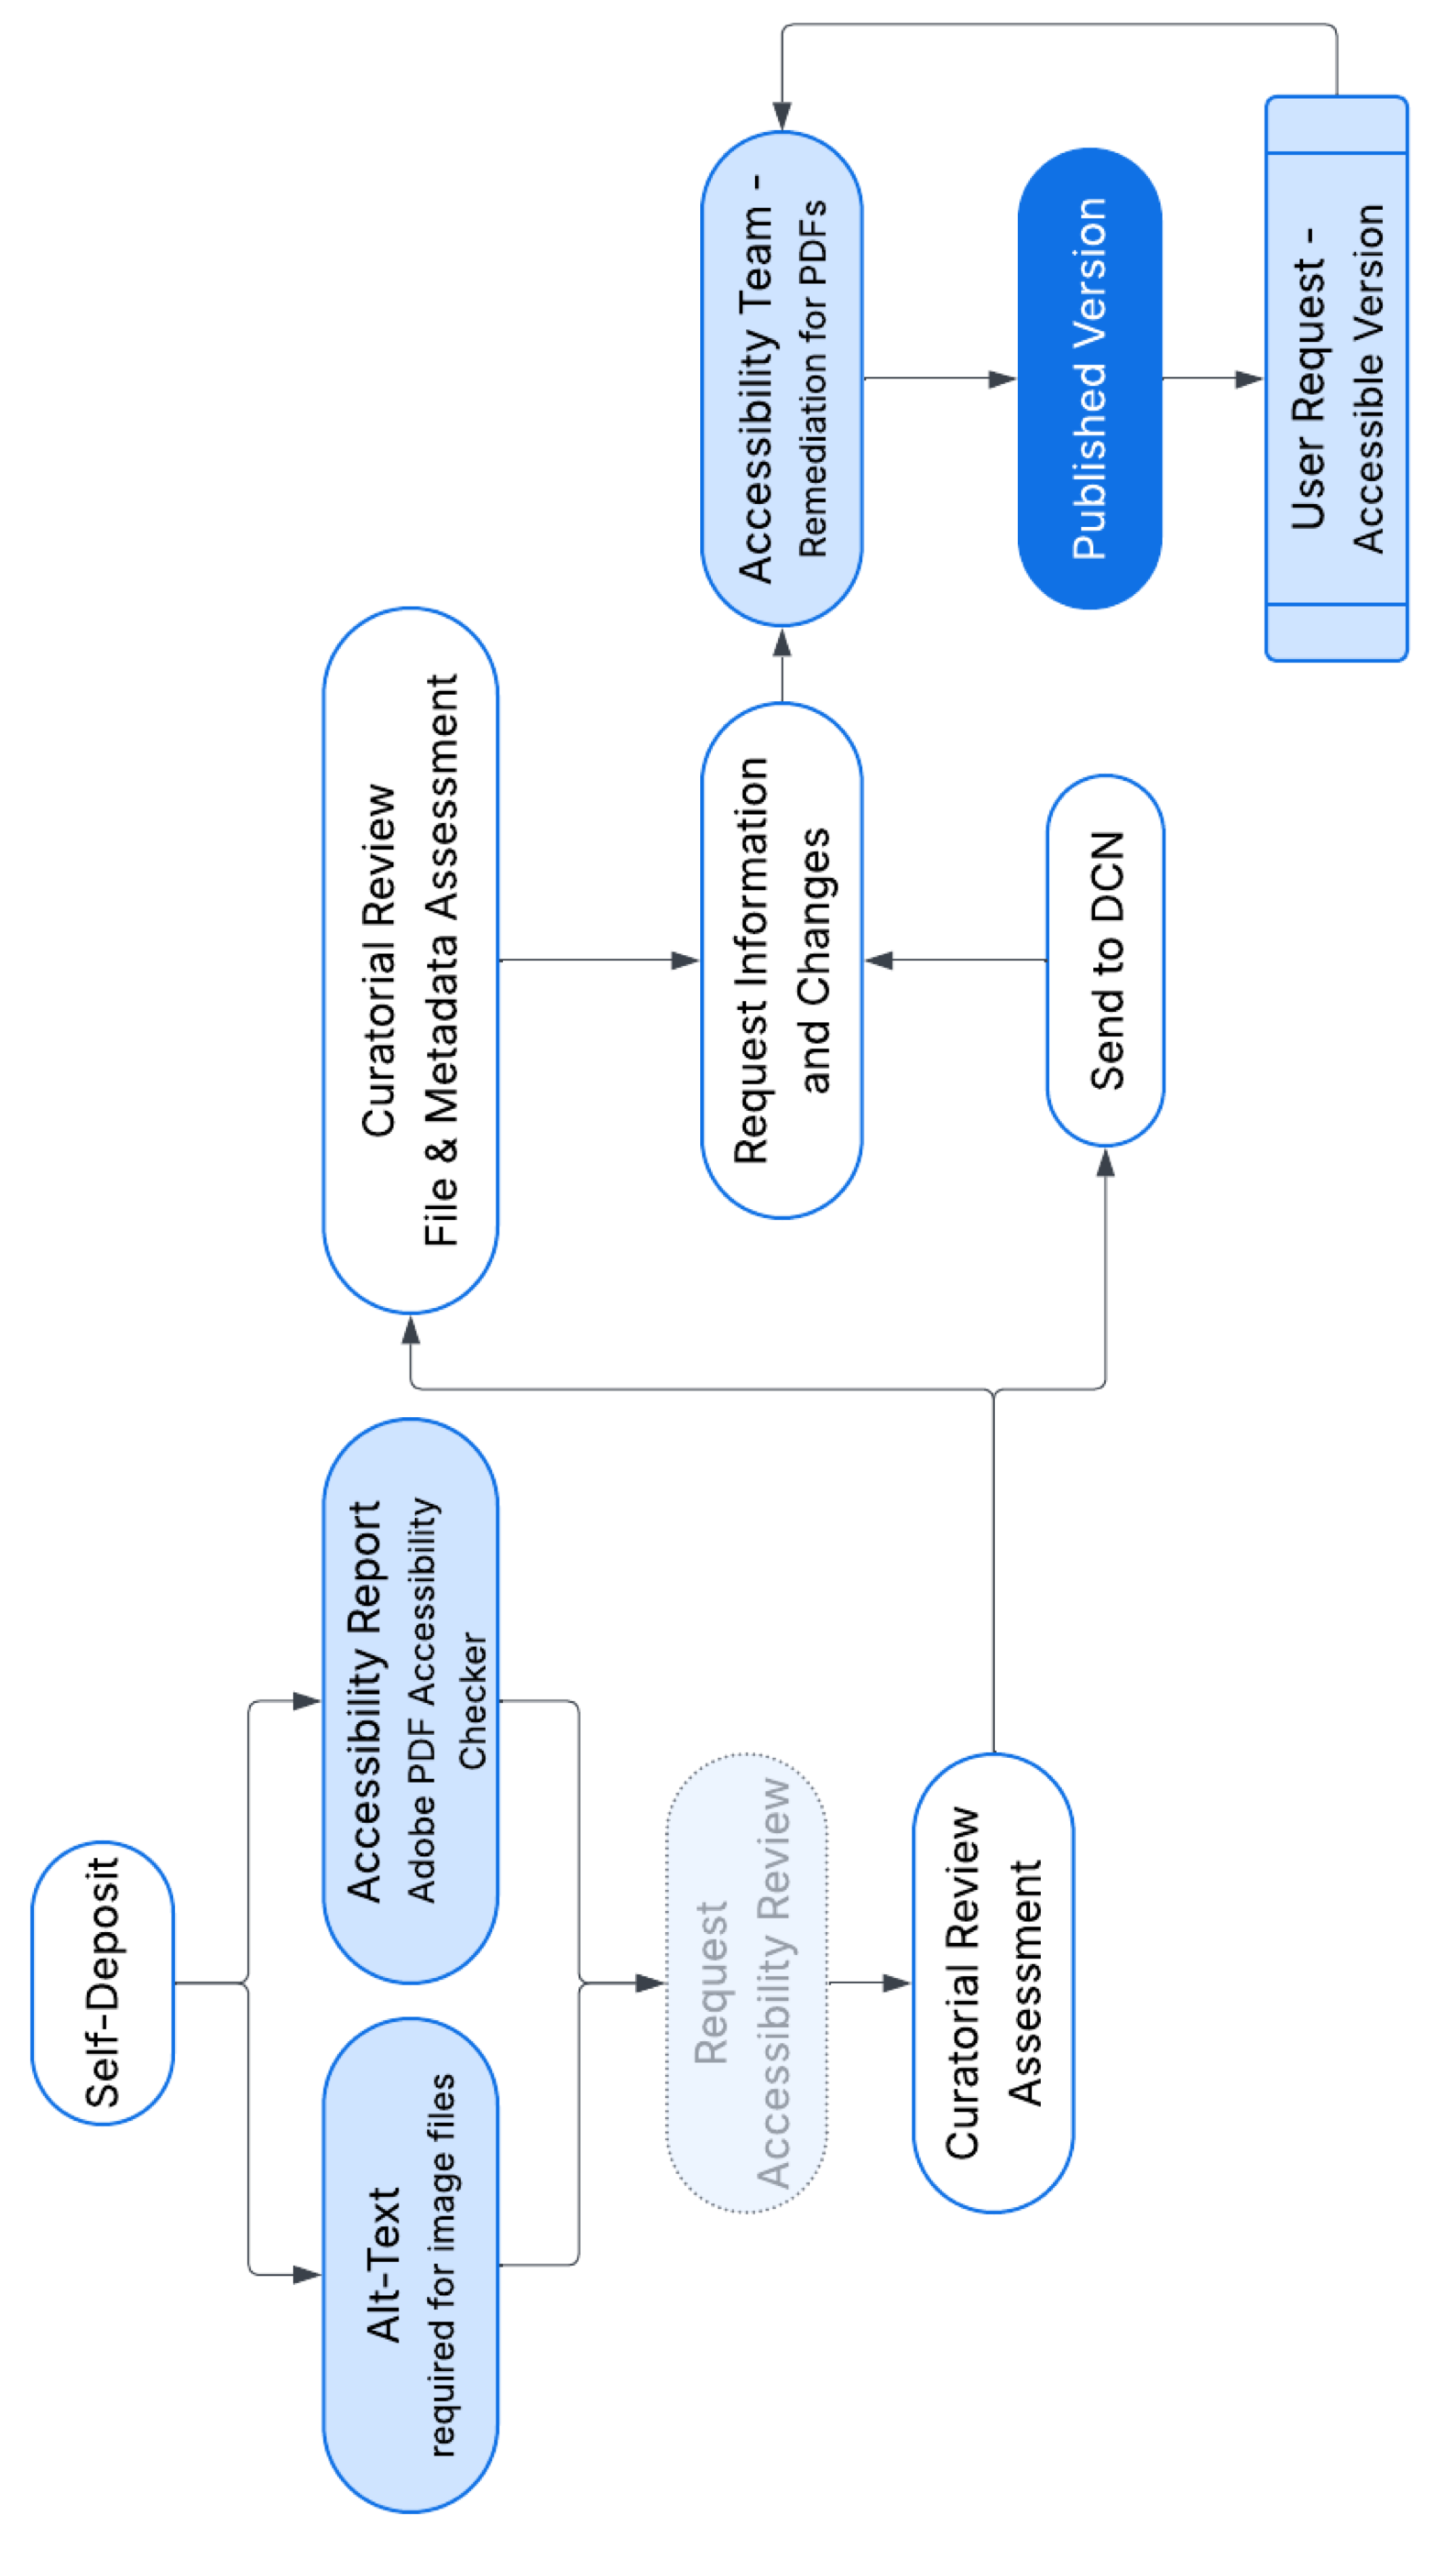 Self-Deposit
Alt-Text
required for image files
Accessibility Report
Adobe PDF Accessibility
Checker
Request
Accessibility Review
Curatorial Review
Assessment
Curatorial Review
File & Metadata Assessment
Send to DCN
Request Information
and Changes
Accessibility Team -
Remediation for PDFs
Published Version
User Request -
Accessible Version